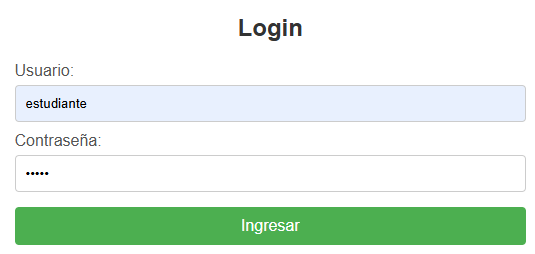 Login
Usuario:
estudiante
Contraseña:
•••••
Ingresar